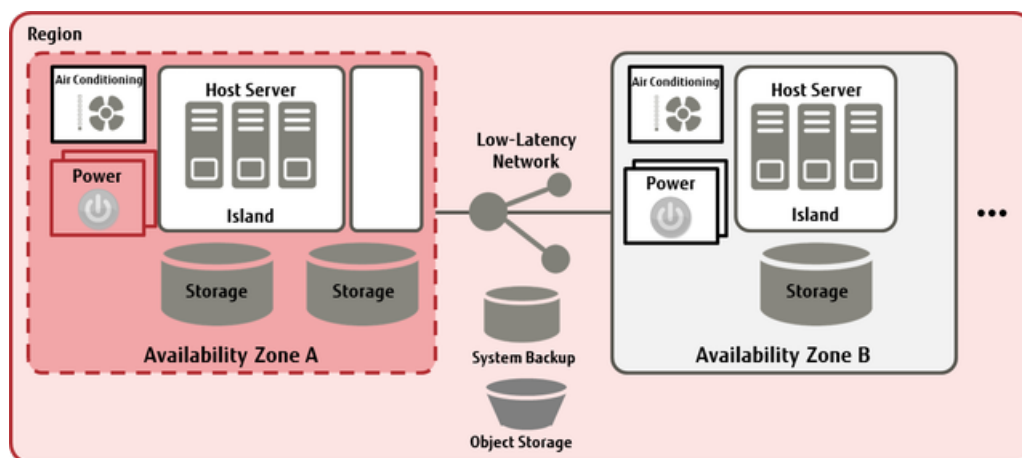 Region
Air Conditioning
Host Server
Power
Island
Storage
Storage
Availability Zone A
Low-Latency
Network
System Backup
Object Storage
Air Conditioning
Host Server
Power
Island
Storage
Availability Zone B
...